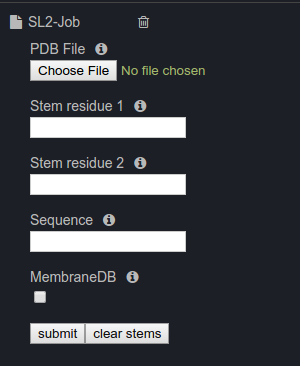 SL2-Job
PDB File
Choose File No file chosen
Stem residue 1
Stem residue 2
Sequence
MembraneDB
submit clear stems